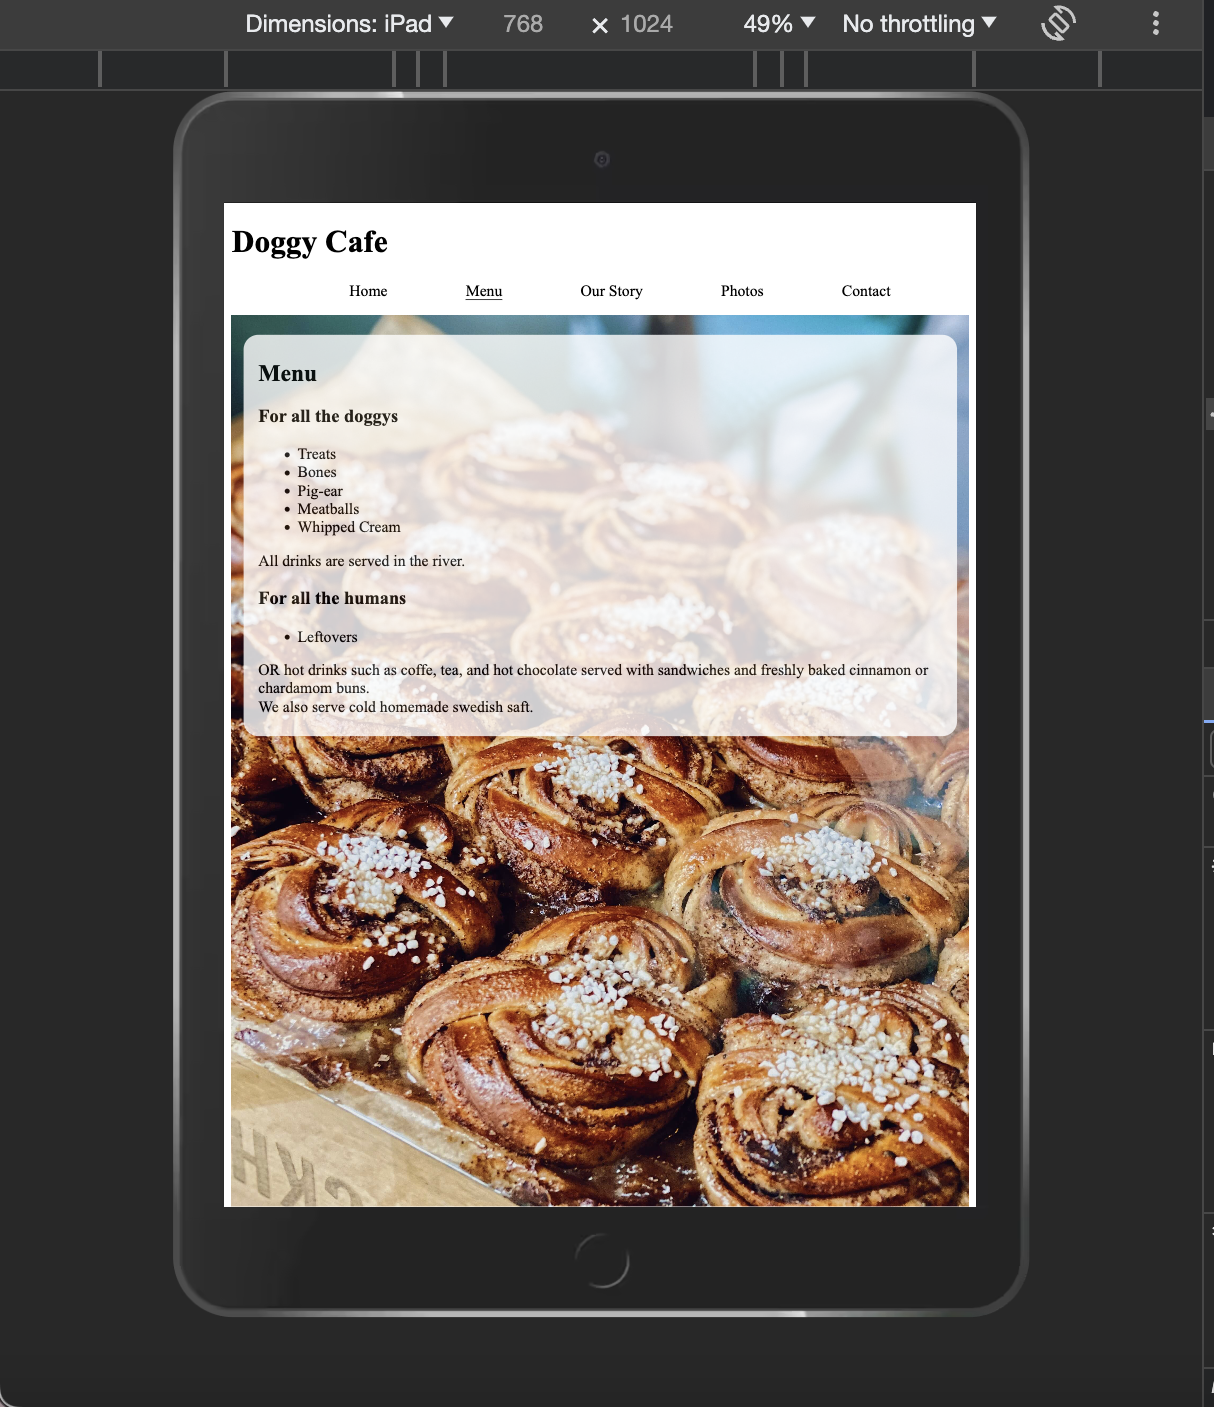 Dimensions: iPad 768 × 1024 49% No throttling
Doggy Cafe
Home Menu Our Story Photos Contact
Menu
For all the doggys
Treats
Bones
Pig-ear
Meatballs
Whipped Cream
All drinks are served in the river.
For all the humans
Leftovers
OR hot drinks such as coffe, tea, and hot chocolate served with sandwiches and freshly baked cinnamon or
chardamom buns.
We also serve cold homemade swedish saft.